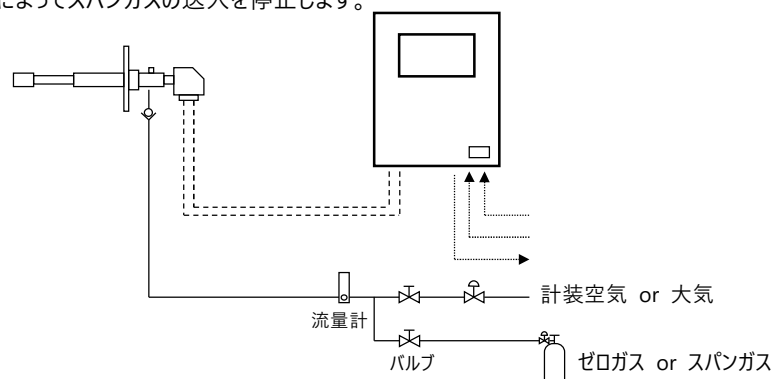 によってスパンガスの送入を停止します。
計装空気 or 大気
流量計
バルブ
ゼロガス or スパンガス